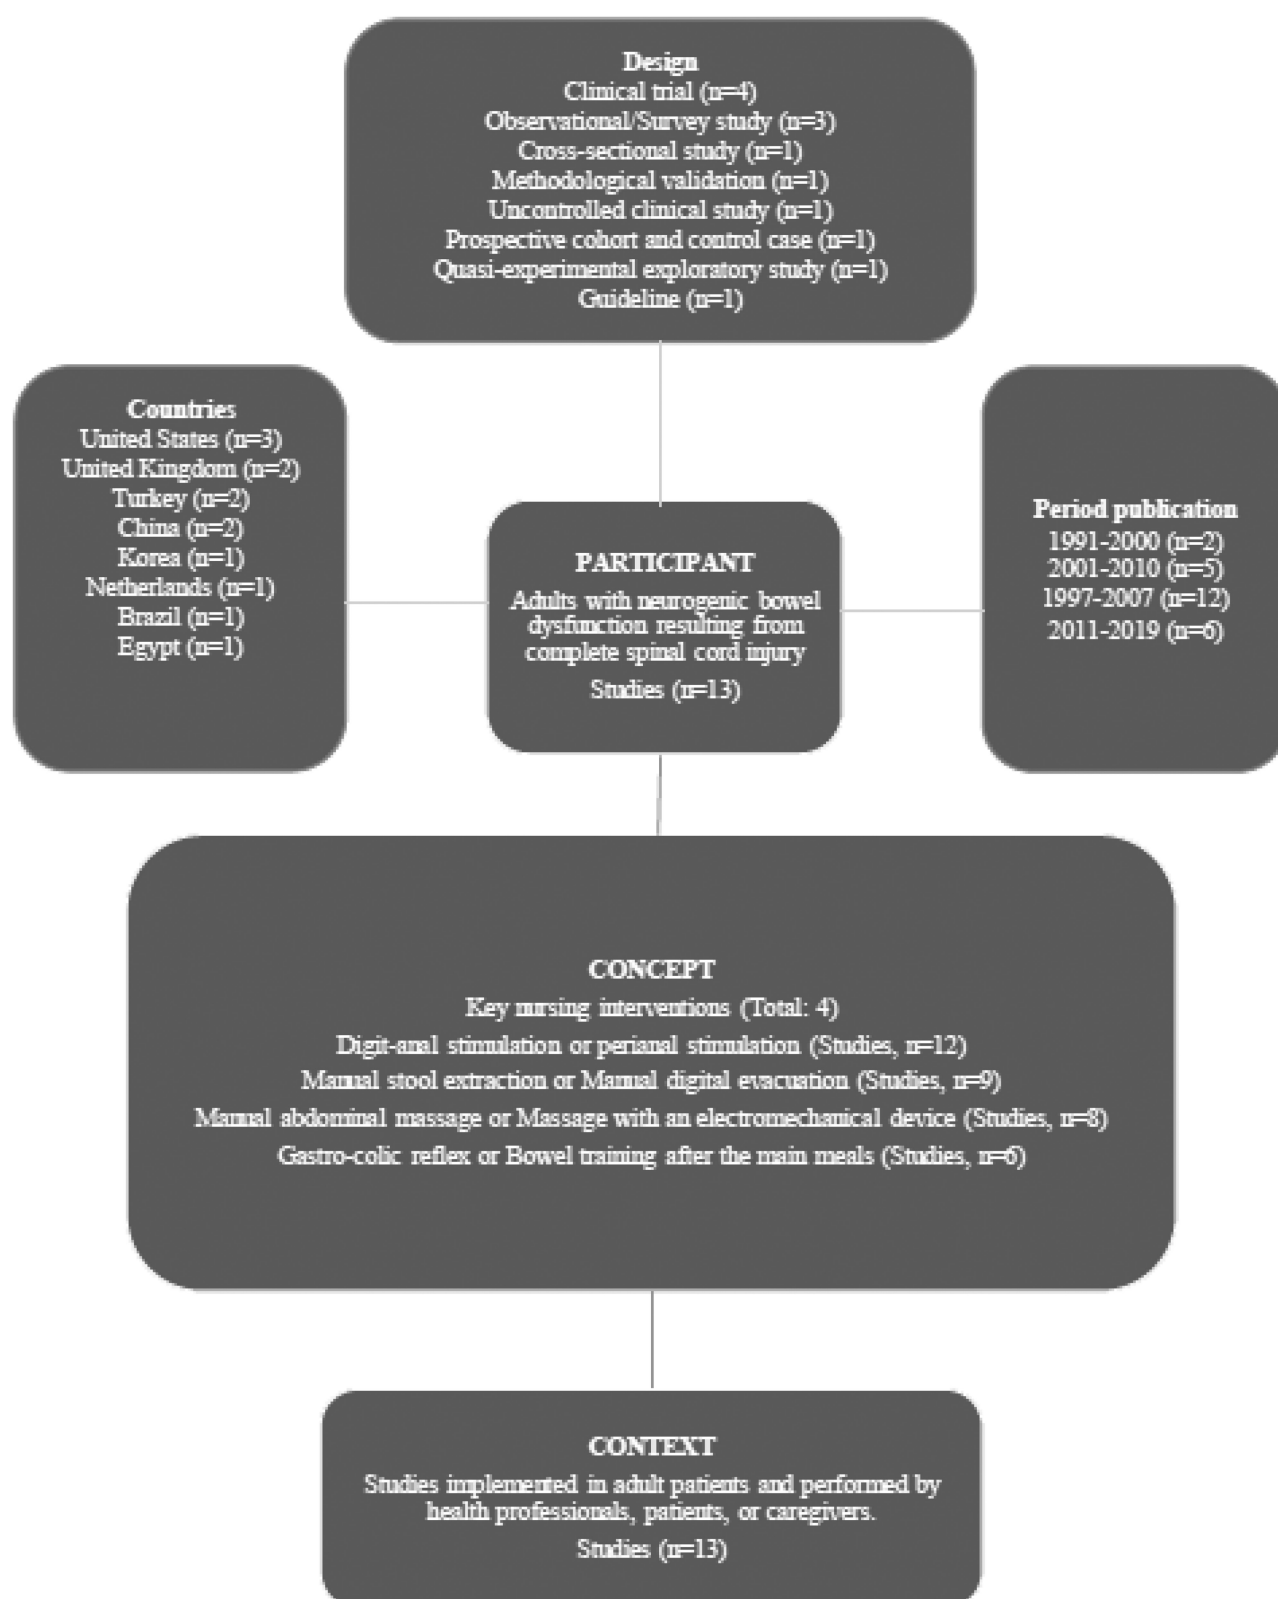 Design
Clinical trial (n=4)
Observational/Survey study (n=3)
Cross-sectional study (n=1)
Methodological validation (n=1)
Uncontrolled clinical study (n=1)
Prospective cohort and control case (n=1)
Quasi-experimental exploratory study (n=1)
Guideline (n=1)
Countries
United States (n=3)
United Kingdom (n=2)
Turkey (n=2)
China (n=2)
Korea (n=1)
Netherlands (n=1)
Brazil (n=1)
Egypt (n=1)
PARTICIPANT
Adults with neurogenic bowel
dysfunction resulting from
complete spinal cord injury
Studies (n=13)
Period publication
1991-2000 (n=2)
2001-2010 (n=5)
1997-2007 (n=12)
2011-2019 (n=6)
CONCEPT
Key nursing interventions (Total: 4)
Digit-anal stimulation or perianal stimulation (Studies, n=12)
Manual stool extraction or Manual digital evacuation (Studies, n=9)
Manual abdominal massage or Massage with an electromechanical device (Studies, n=8)
Gastro-colic reflex or Bowel training after the main meals (Studies, n=6)
CONTEXT
Studies implemented in adult patients and performed by
health professionals, patients, or caregivers.
Studies (n=13)